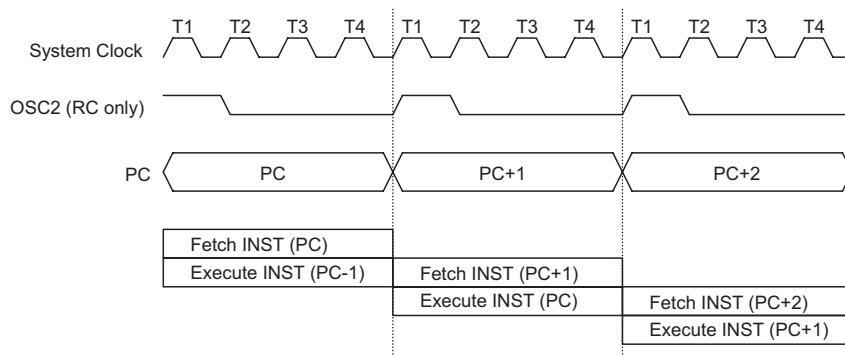 T1 T2 T3 T4 T1 T2 T3 T4 T1 T2 T3 T4
System Clock
OSC2 (RC only)
PC PC PC+1 PC+2
Fetch INST (PC)
Execute INST (PC-1) Fetch INST (PC+1)
Execute INST (PC) Fetch INST (PC+2)
Execute INST (PC+1)